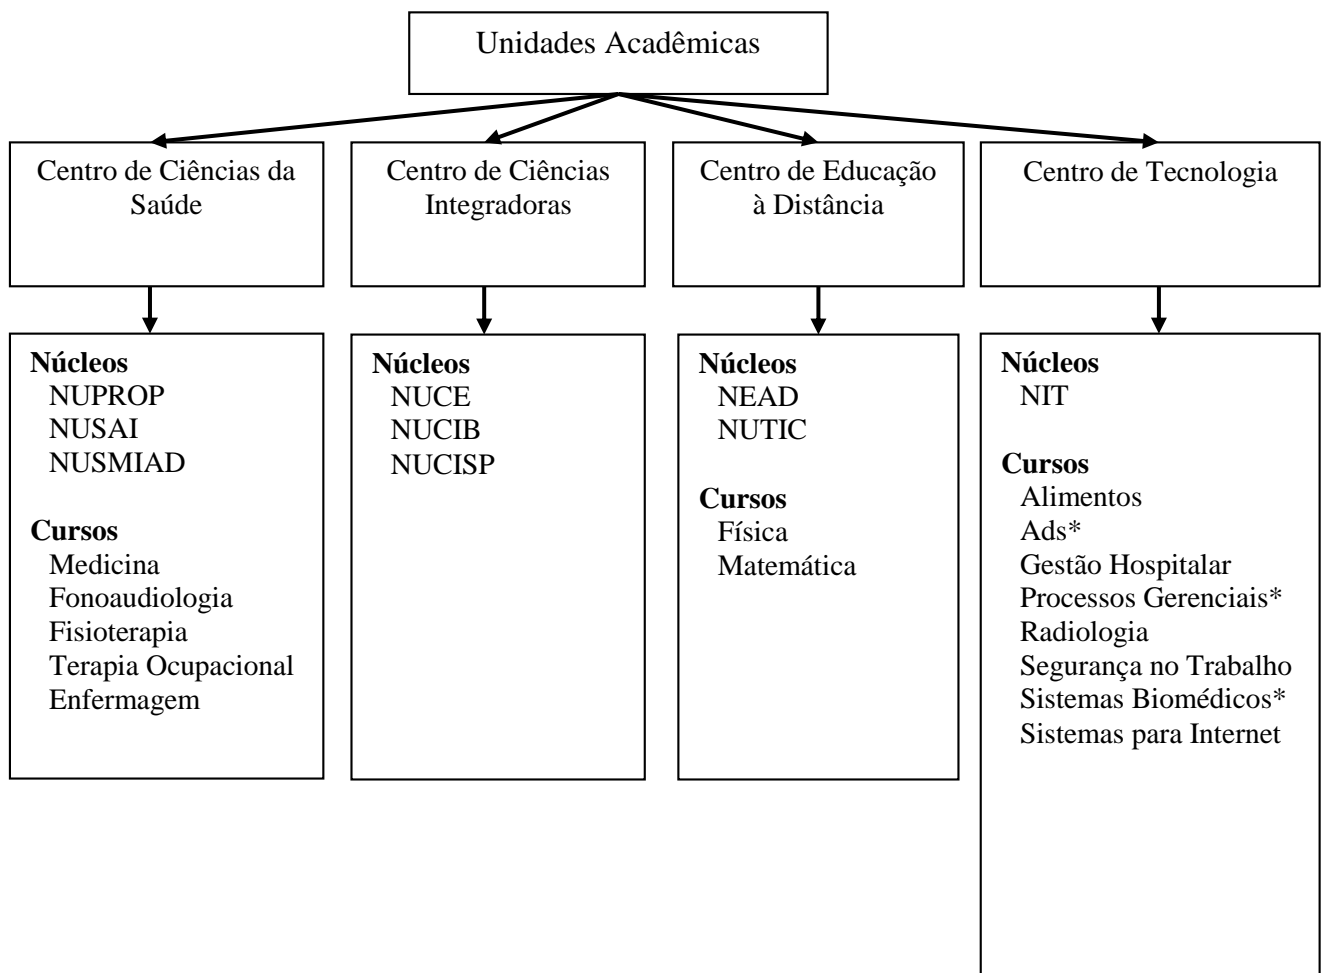 Unidades Acadêmicas
Centro de Ciências da
Saúde
Centro de Ciências
Integradoras
Centro de Educação
à Distância
Centro de Tecnologia
Núcleos
NUPROP
NUSAI
NUSMIAD
Cursos
Medicina
Fonoaudiologia
Fisioterapia
Terapia Ocupacional
Enfermagem
Núcleos
NUCE
NUCIB
NUCISP
Núcleos
NEAD
NUTIC
Cursos
Física
Matemática
Núcleos
NIT
Cursos
Alimentos
Ads*
Gestão Hospitalar
Processos Gerenciais*
Radiologia
Segurança no Trabalho
Sistemas Biomédicos*
Sistemas para Internet